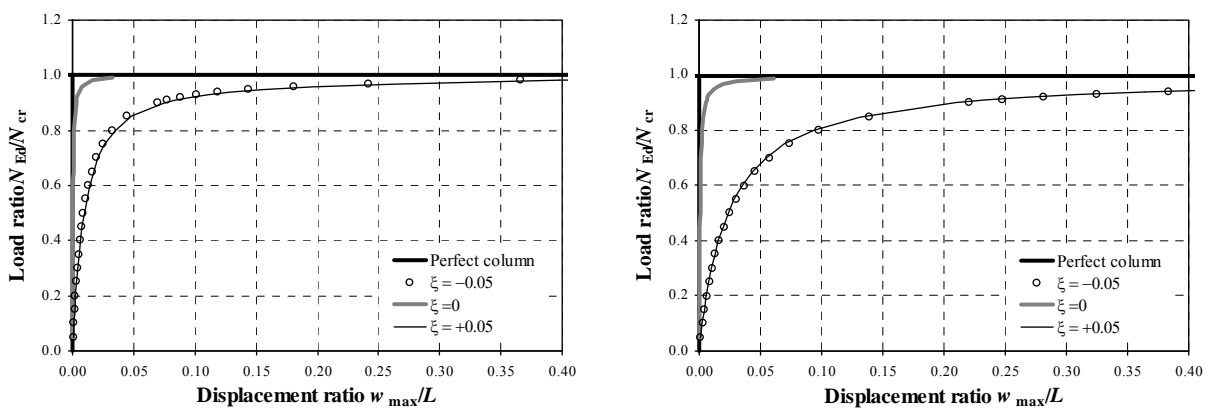 1.2
1.0
0.8
0.6
0.4
0.2
0.0
Load ratioN Ed/N cr
Perfect column
ξ = −0.05
ξ =0
ξ = +0.05
0.00 0.05 0.10 0.15 0.20 0.25 0.30 0.35 0.40
Displacement ratio w max/L
1.2
1.0
0.8
0.6
0.4
0.2
0.0
Load ratioN Ed/N cr
Perfect column
ξ = −0.05
ξ =0
ξ = +0.05
0.00 0.05 0.10 0.15 0.20 0.25 0.30 0.35 0.40
Displacement ratio w max/L